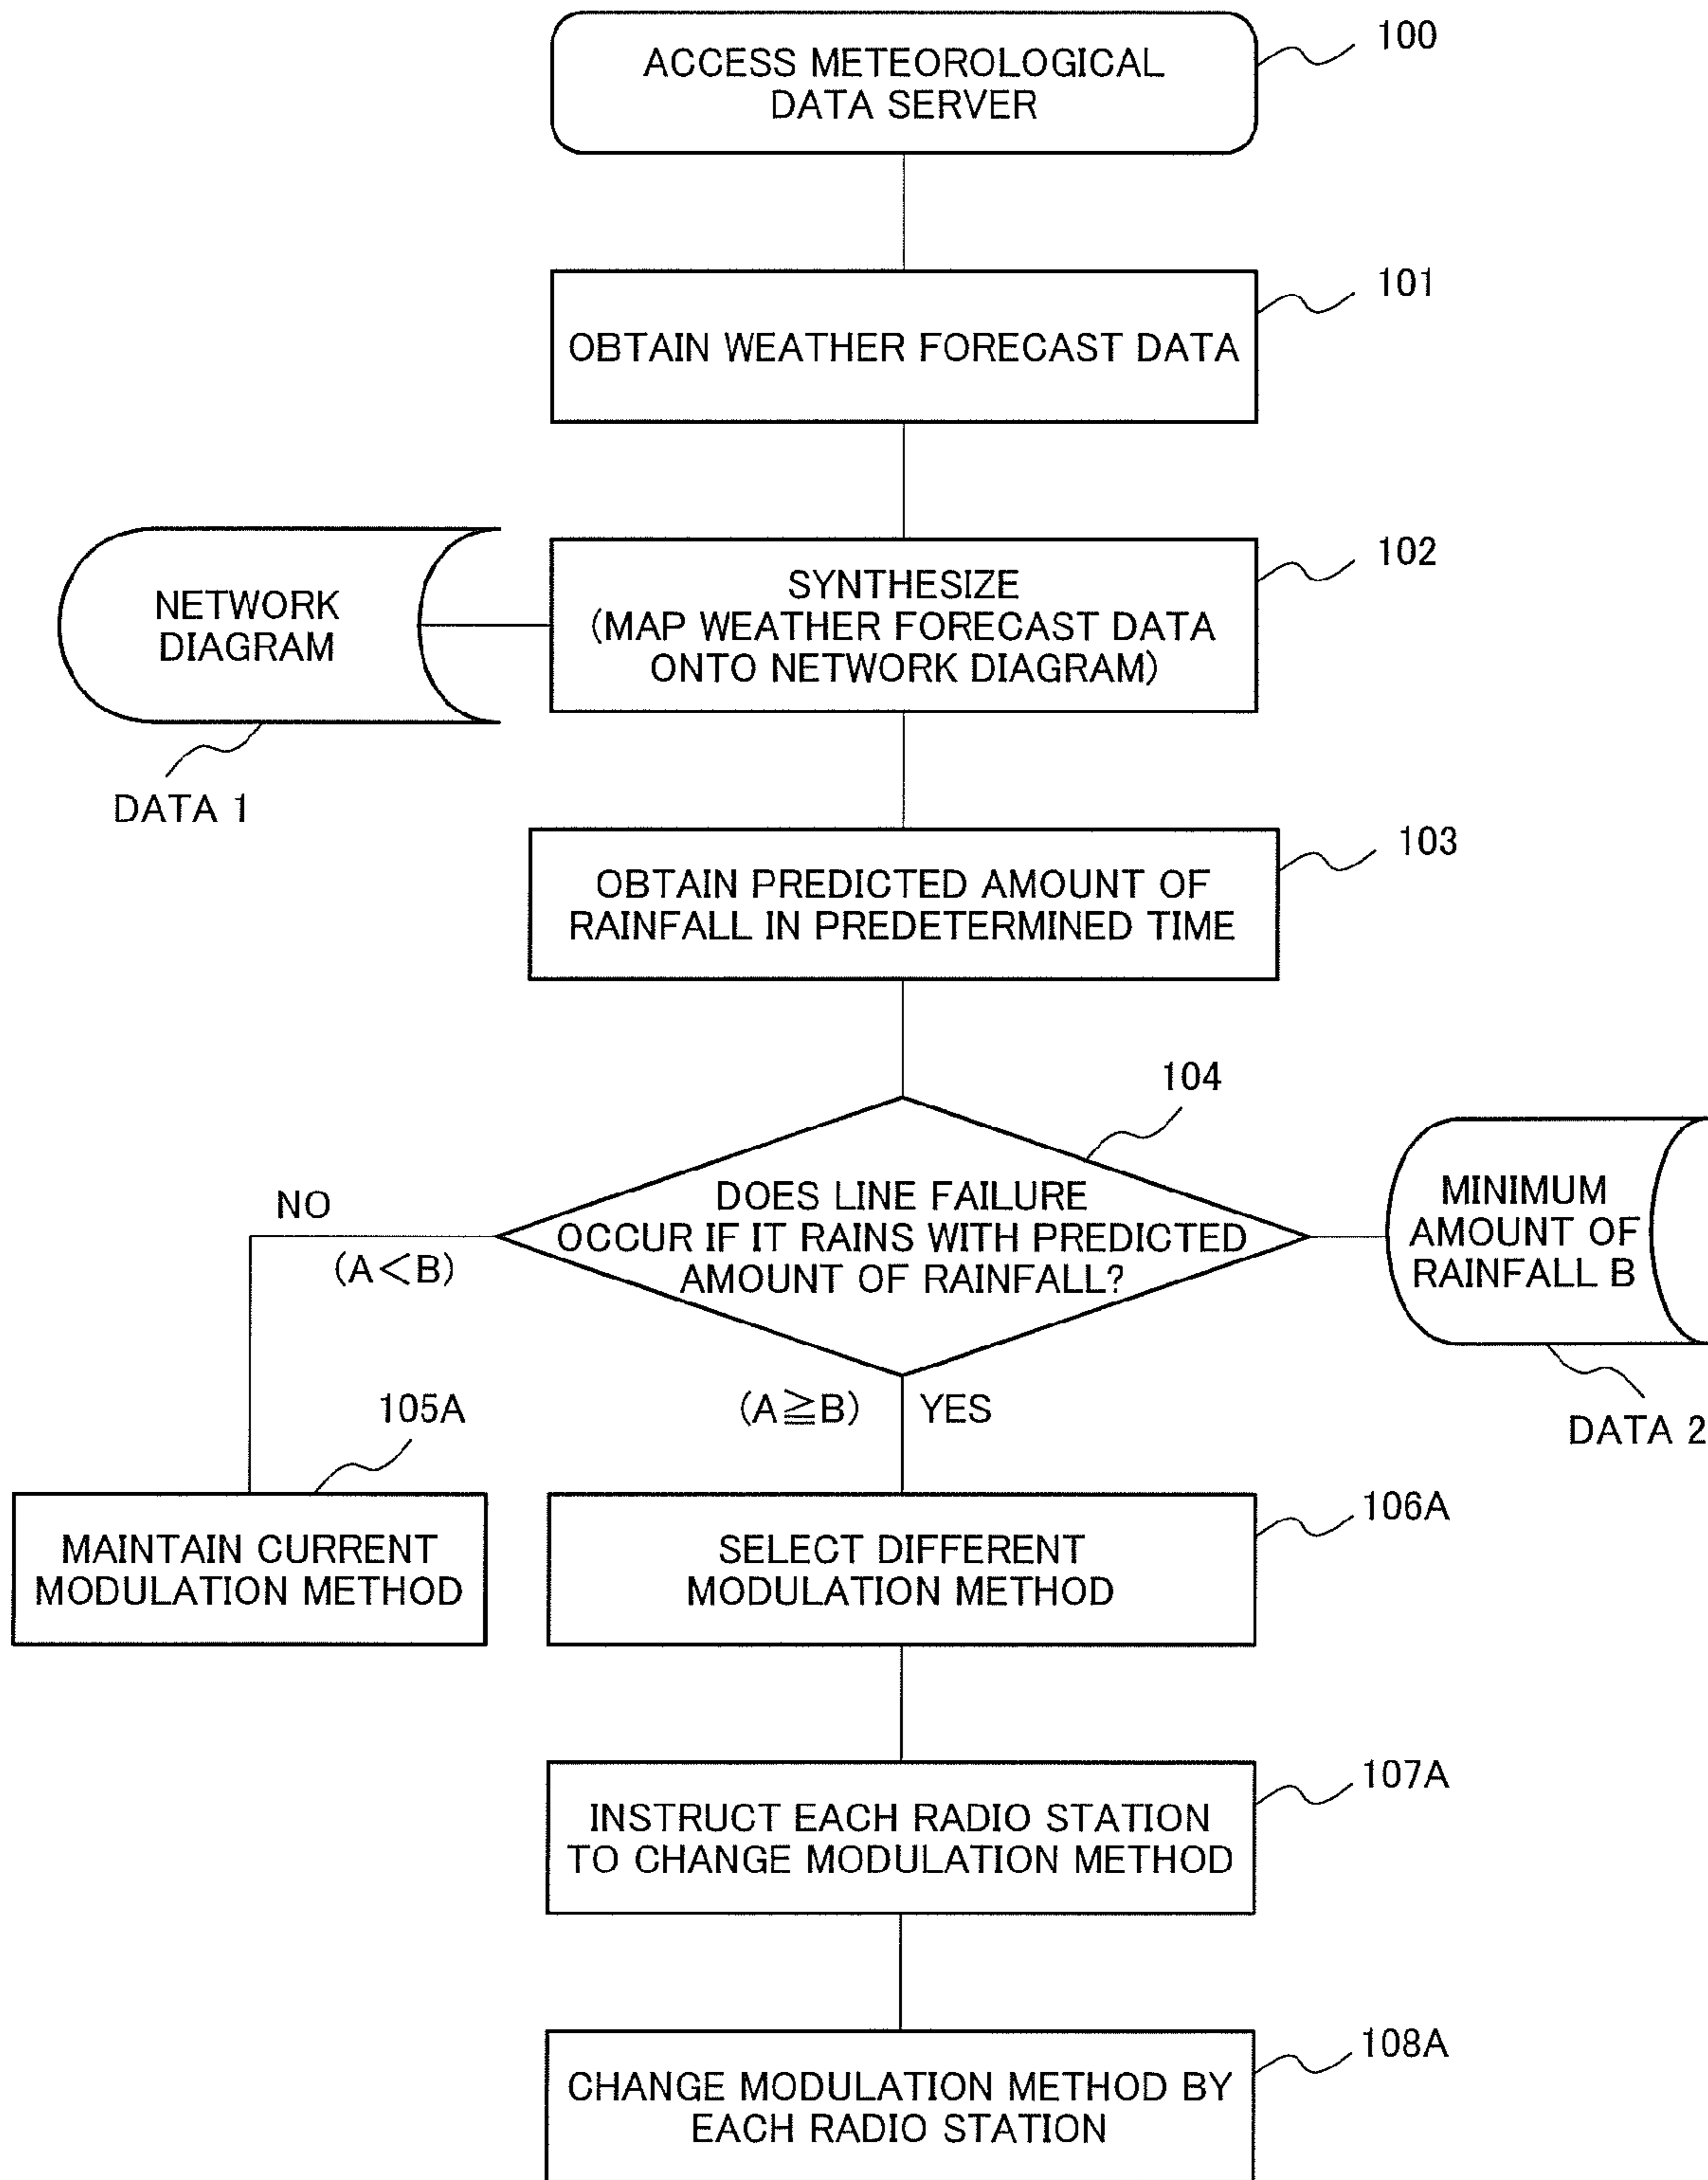 ACCESS METEOROLOGICAL
DATA SERVER
100
OBTAIN WEATHER FORECAST DATA
101
NETWORK
DIAGRAM
DATA 1
SYNTHESIZE
(MAP WEATHER FORECAST DATA
ONTO NETWORK DIAGRAM)
102
OBTAIN PREDICTED AMOUNT OF
RAINFALL IN PREDETERMINED TIME
103
104
DOES LINE FAILURE
OCCUR IF IT RAINS WITH PREDICTED
AMOUNT OF RAINFALL?
MINIMUM
AMOUNT OF
RAINFALL B
DATA 2
NO
(A<B)
(A≧B) YES
105A
MAINTAIN CURRENT
MODULATION METHOD
SELECT DIFFERENT
MODULATION METHOD
106A
INSTRUCT EACH RADIO STATION
TO CHANGE MODULATION METHOD
107A
CHANGE MODULATION METHOD BY
EACH RADIO STATION
108A